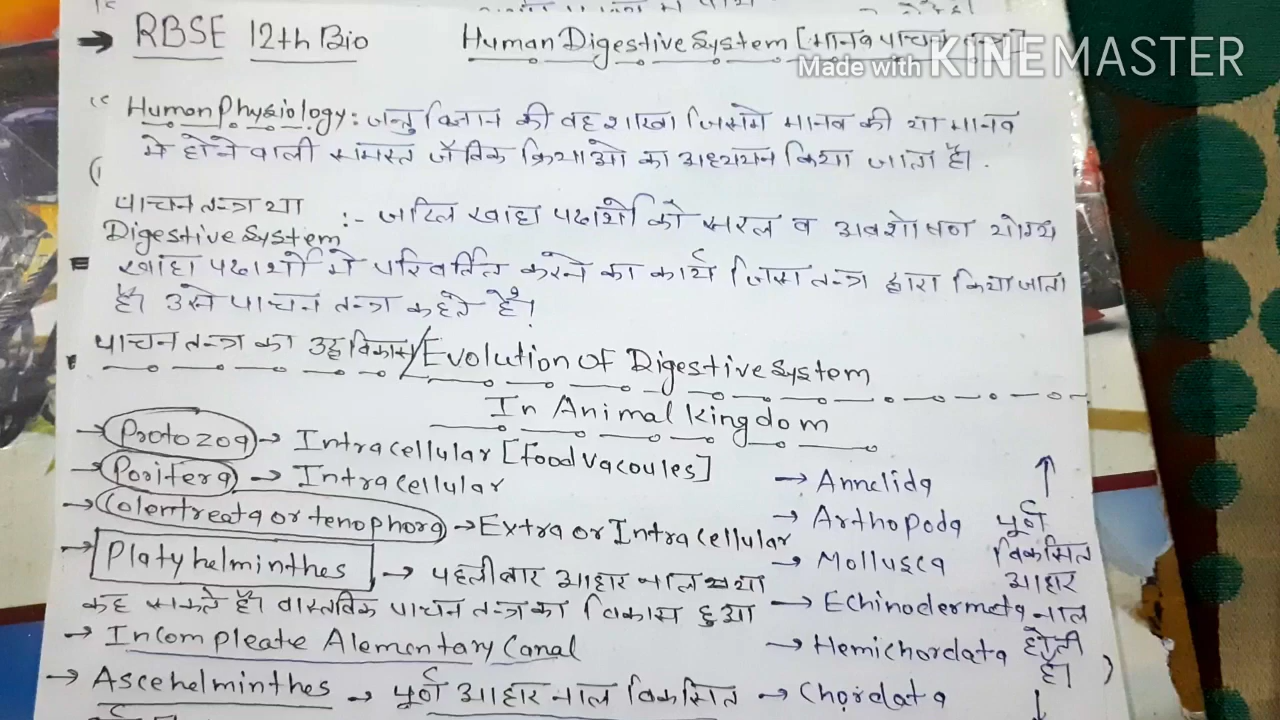 → RBSE 12th Bio Human Digestive System [मानव पाचन तन्त्र]
Made with KINEMASTER
Human Physiology: जन्तु विज्ञान की वह शाखा जिसमे मानव की या मानव
मे होने वाली समस्त जैविक क्रियाओ का अध्ययन किया जाता है।
पाचन तन्त्र या
Digestive System :- जटिल खाद्य पदार्थो को सरल व अवशोषण योग्य
खाद्य पदार्थो मे परिवर्तित करने का कार्य जिस तन्त्र द्वारा किया जाता
है। उसे पाचन तन्त्र कहते है।
पाचन तन्त्र का उद्विकास/Evolution Of Digestive System
In Animal Kingdom
→ Protozoa → Intracellular [food vacoules]
→ Porifera → Intracellular
→ Colentreata or tenophora → Extra or Intracellular
→ Platyhelminthes → पहलीबार आहार नाल
कह सकते है। वास्तविक पाचन तन्त्र का विकास हुआ
→ Incompleate Alementary Canal
→ Ascehelminthes → पूर्ण आहार नाल विकसित
→ Annelida
→ Arthopoda
→ Mollusca
→ Echinodermata
→ Hemichordata
→ Chordata
पूर्ण
विकसित
आहार
नाल
होती
है।